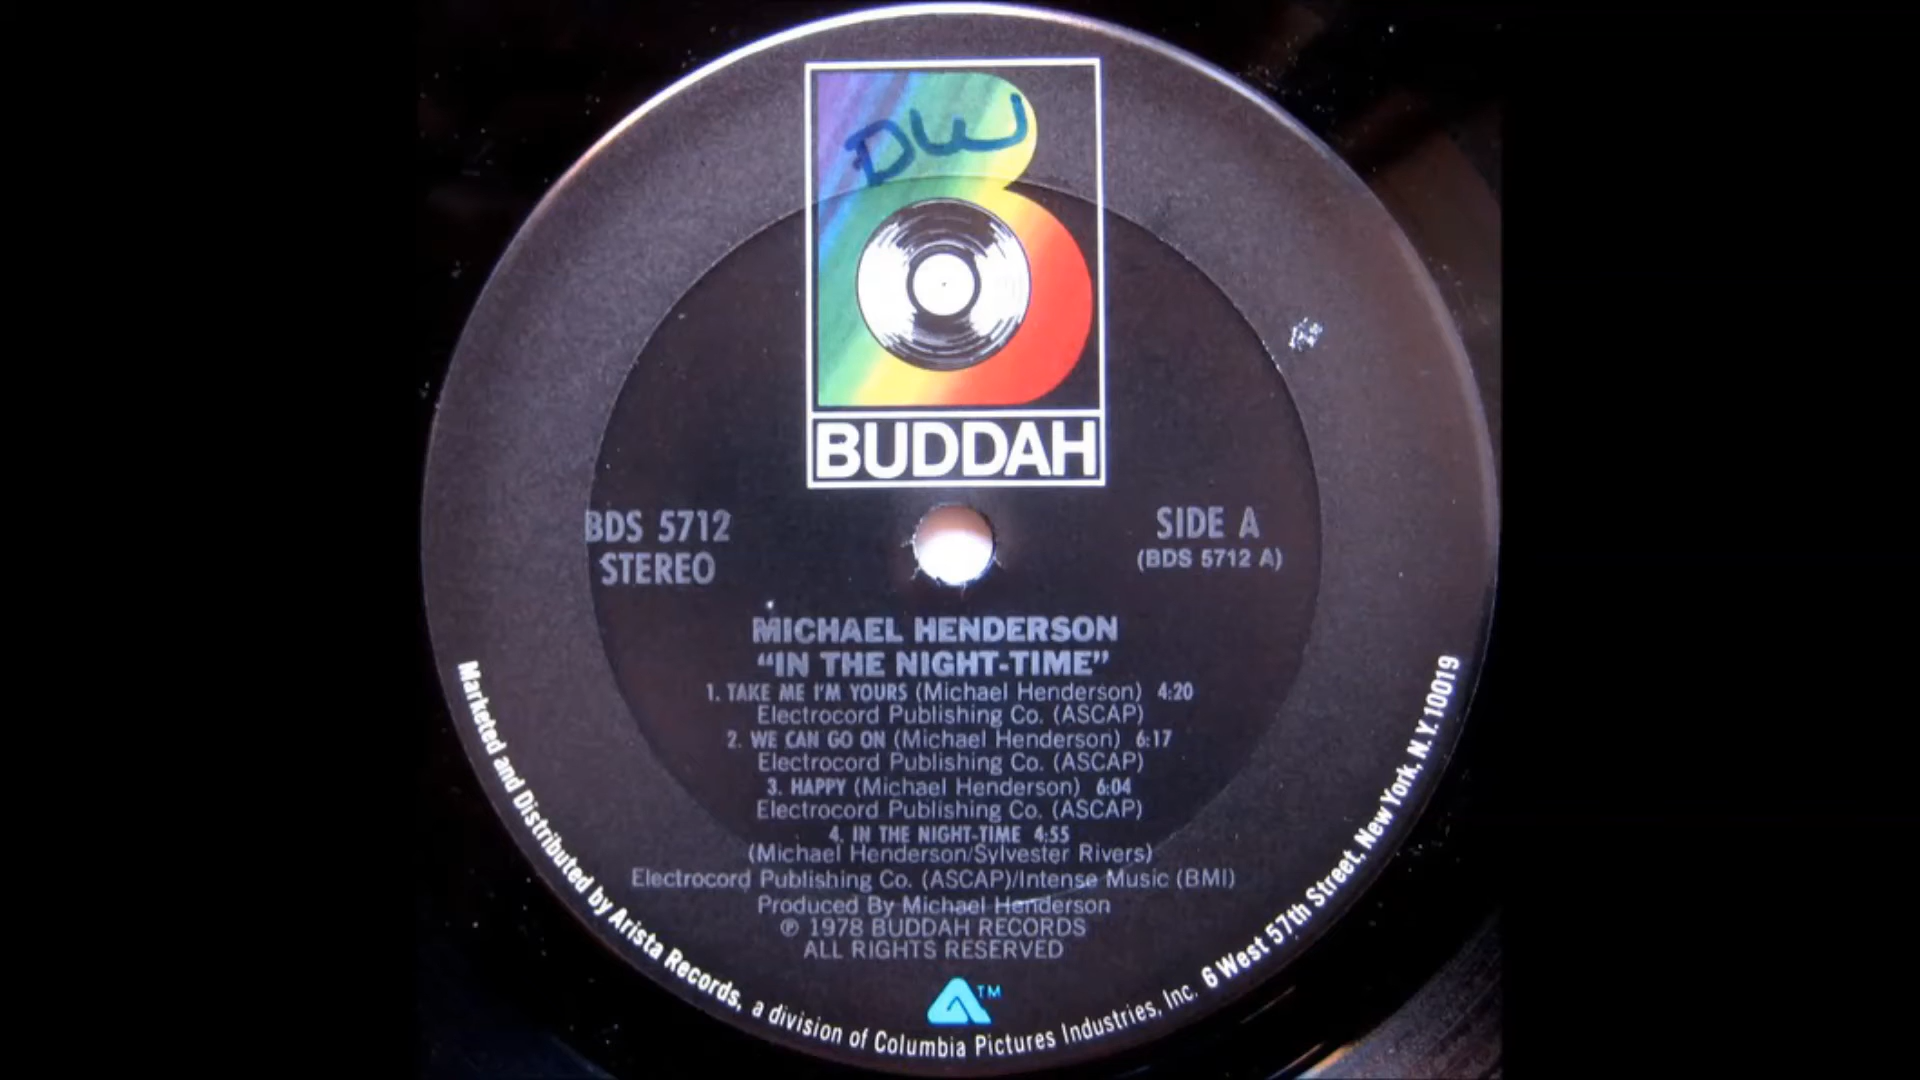 DW
BUDDAH
BDS 5712
STEREO
SIDE A
(BDS 5712 A)
MICHAEL HENDERSON
“IN THE NIGHT-TIME”
1. TAKE ME I'M YOURS (Michael Henderson) 4:20
Electrocord Publishing Co. (ASCAP)
2. WE CAN GO ON (Michael Henderson) 6:17
Electrocord Publishing Co. (ASCAP)
3. HAPPY (Michael Henderson) 6:04
Electrocord Publishing Co. (ASCAP)
4. IN THE NIGHT-TIME 4:55
(Michael Henderson/Sylvester Rivers)
Electrocord Publishing Co. (ASCAP)/Intense Music (BMI)
Produced By Michael Henderson
℗ 1978 BUDDAH RECORDS
ALL RIGHTS RESERVED
TM
Marketed and Distributed by Arista Records, a division of Columbia Pictures Industries, Inc. 6 West 57th Street, New York, N.Y. 10019